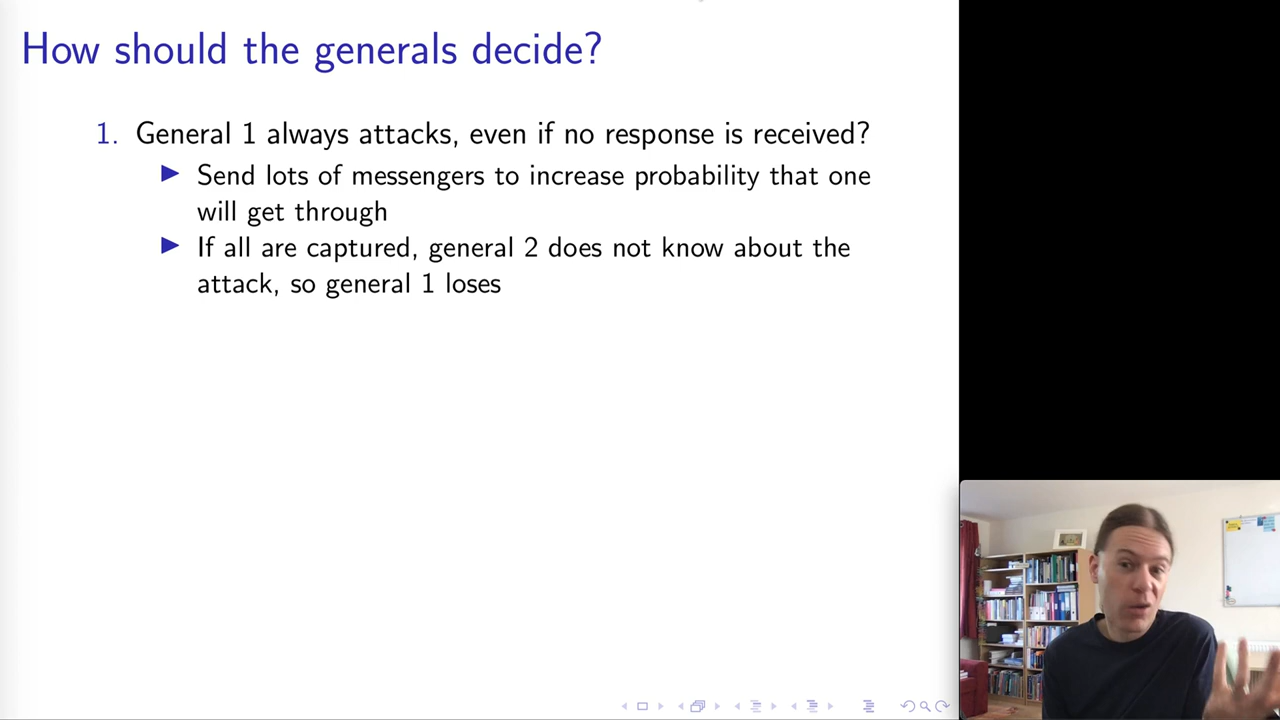 How should the generals decide?
1. General 1 always attacks, even if no response is received?
▶ Send lots of messengers to increase probability that one
will get through
▶ If all are captured, general 2 does not know about the
attack, so general 1 loses